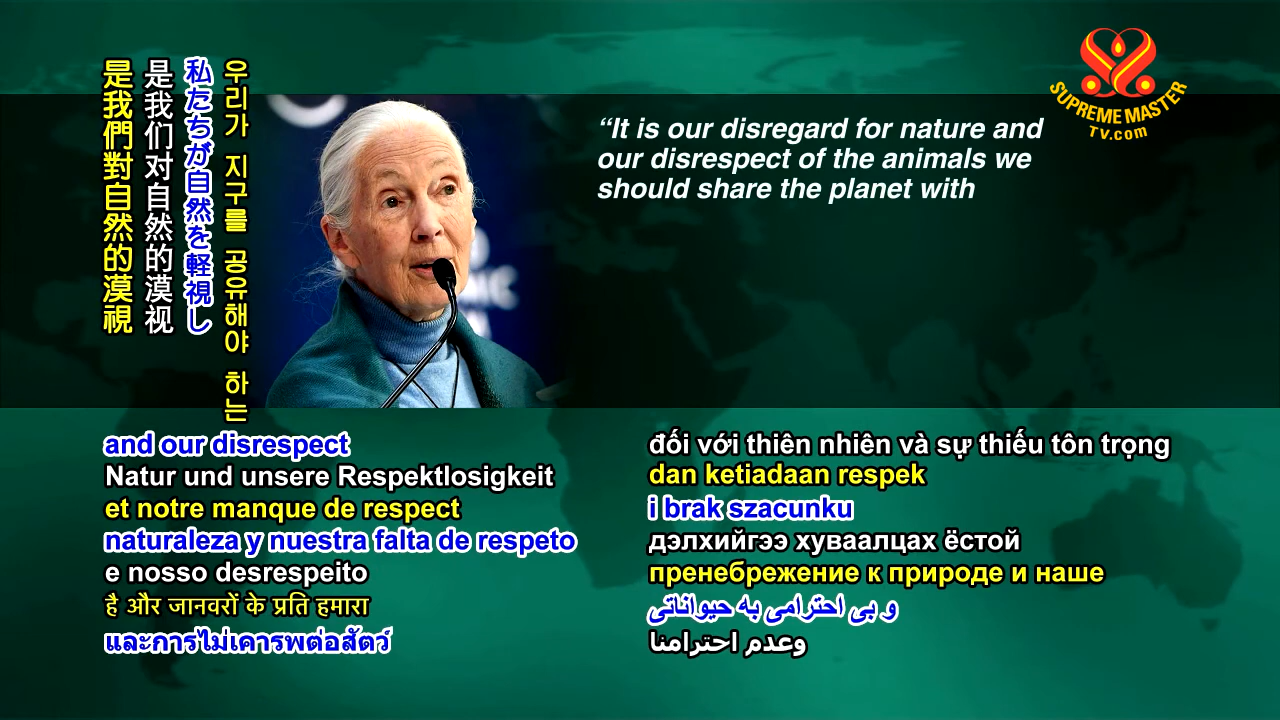 是我們對自然的漠視
是我们对自然的漠视
私たちが自然を軽視し
우리가 지구를 공유해야 하는
“It is our disregard for nature and
our disrespect of the animals we
should share the planet with
SUPREME MASTER
TV.com
and our disrespect
Natur und unsere Respektlosigkeit
et notre manque de respect
naturaleza y nuestra falta de respeto
e nosso desrespeito
है और जानवरों के प्रति हमारा
และการไม่เคารพต่อสัตว์
đối với thiên nhiên và sự thiếu tôn trọng
dan ketiadaan respek
i brak szacunku
дэлхийгээ хуваалцах ёстой
пренебрежение к природе и наше
و بی احترامی به حیواناتی
وعدم احترامنا